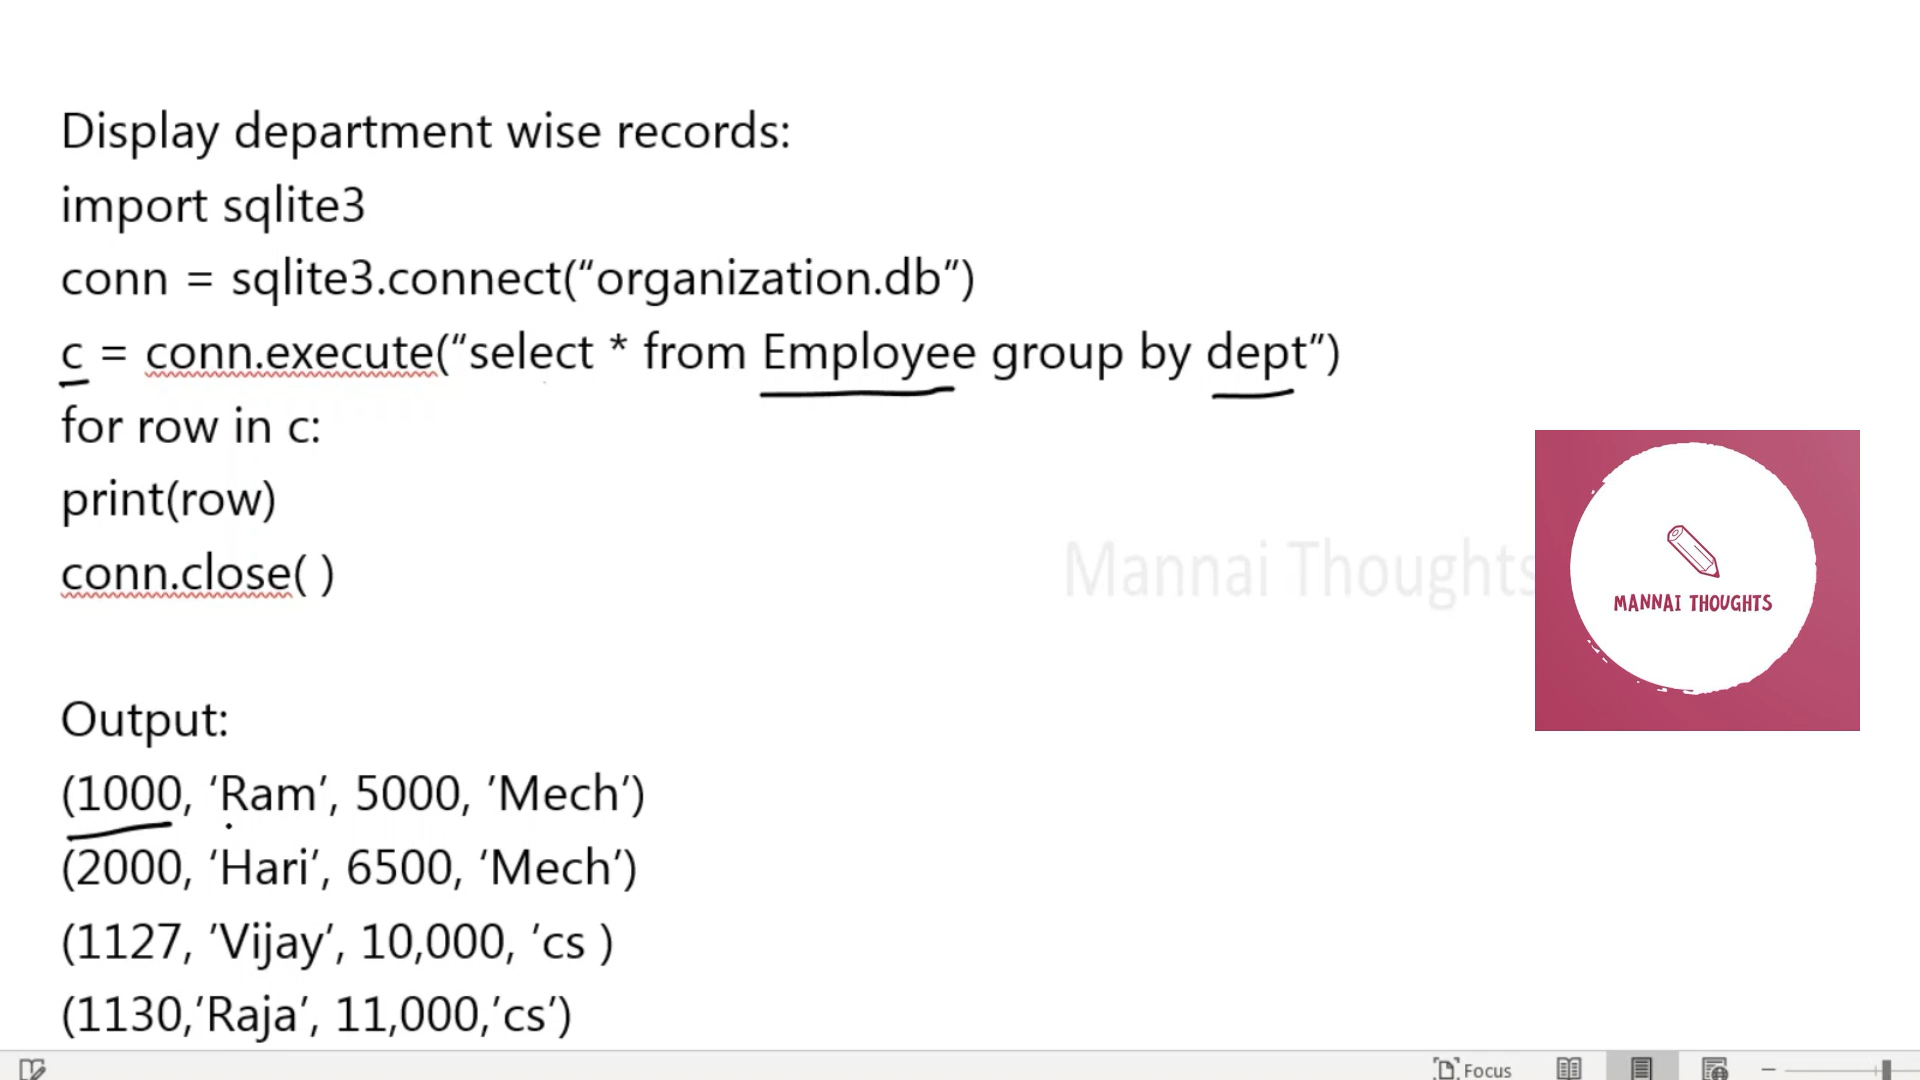 Display department wise records:
import sqlite3
conn = sqlite3.connect(“organization.db”)
c = conn.execute(“select * from Employee group by dept”)
for row in c:
print(row)
conn.close( )
Mannai Thoughts
MANNAI THOUGHTS
Output:
(1000, ‘Ram’, 5000, ’Mech’)
(2000, ‘Hari’, 6500, ‘Mech’)
(1127, ’Vijay’, 10,000, ’cs )
(1130,’Raja’, 11,000,’cs’)
Focus